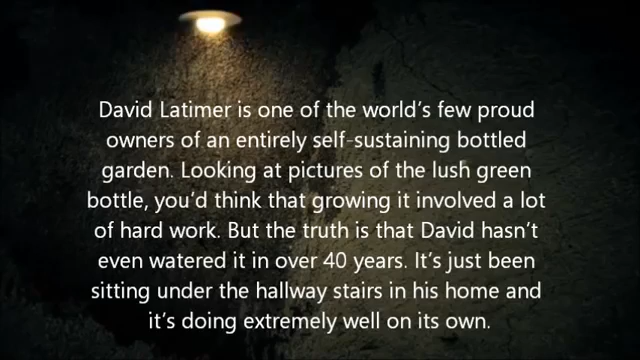 David Latimer is one of the world’s few proud
owners of an entirely self-sustaining bottled
garden. Looking at pictures of the lush green
bottle, you’d think that growing it involved a lot
of hard work. But the truth is that David hasn’t
even watered it in over 40 years. It’s just been
sitting under the hallway stairs in his home and
it’s doing extremely well on its own.